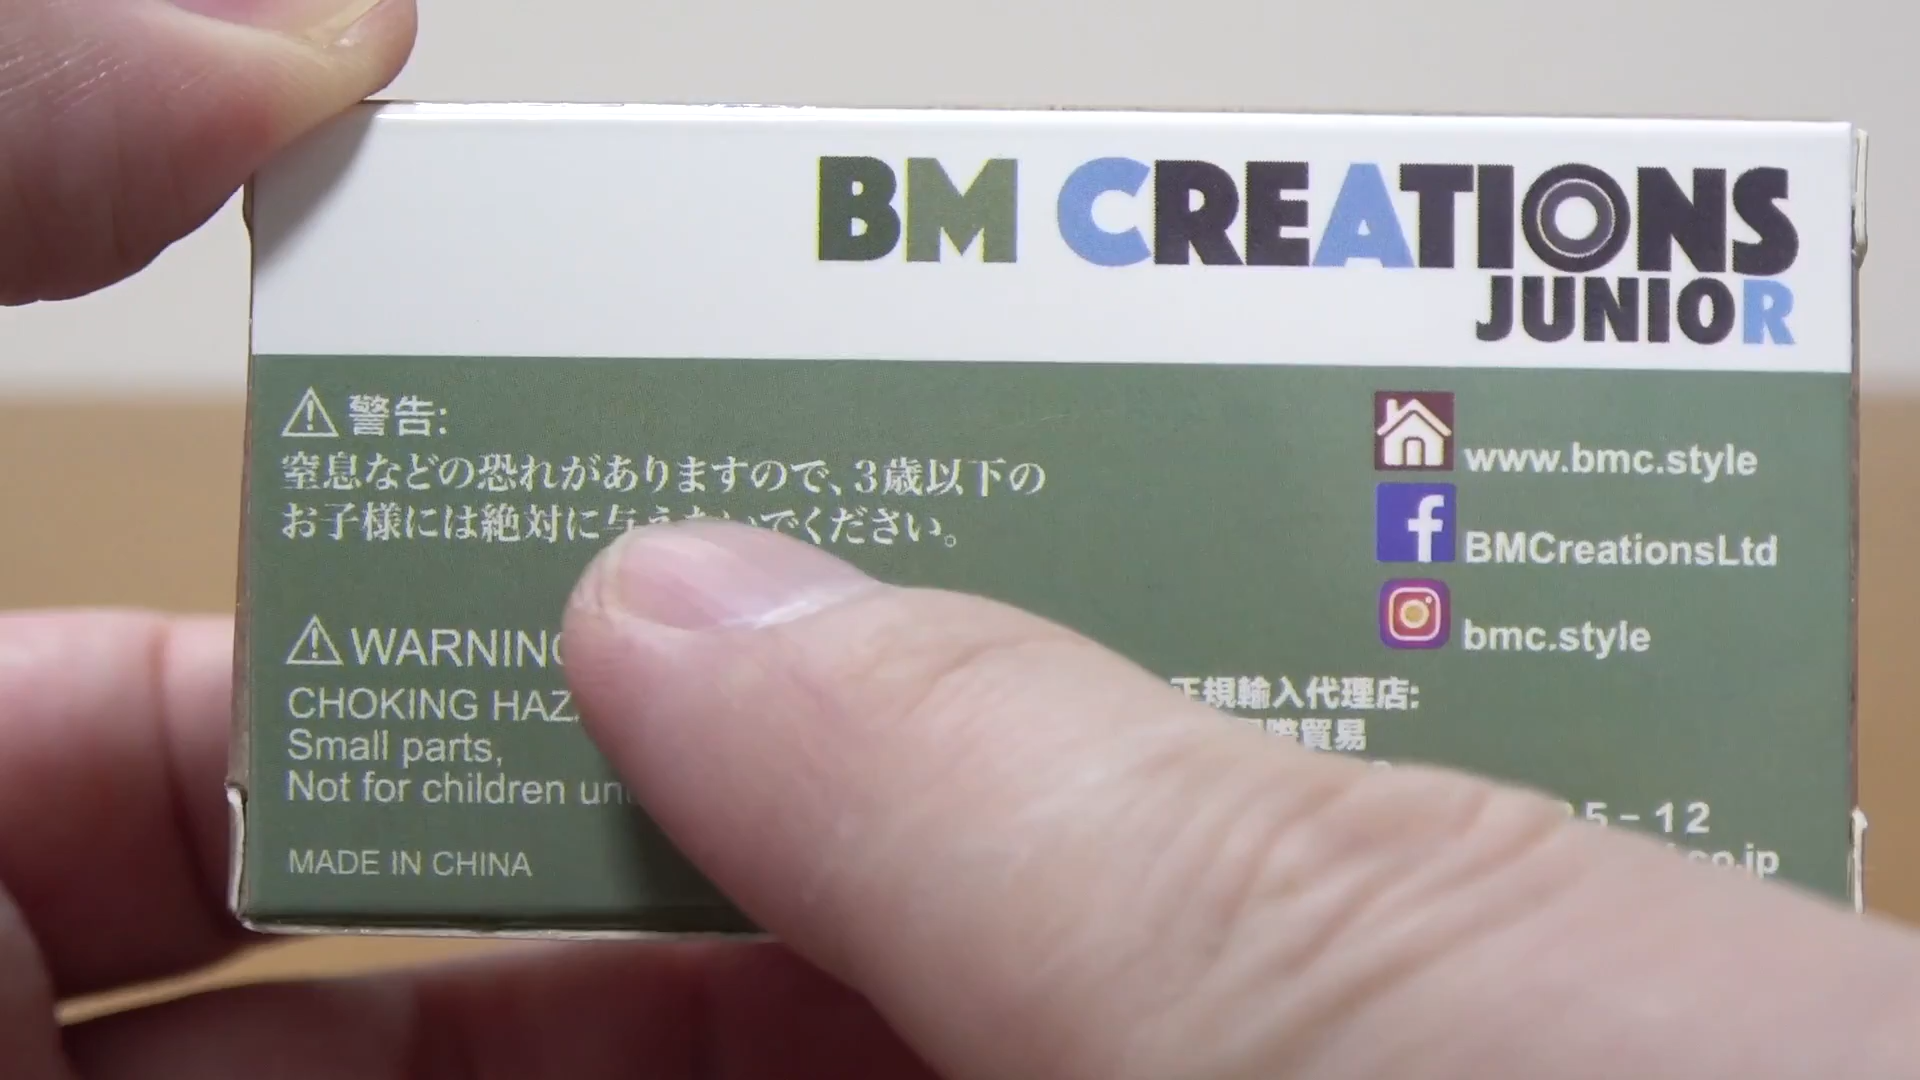 BM CREATIONS
JUNIOR
警告:
窒息などの恐れがありますので、3歳以下の
お子様には絶対に与えないでください。
WARNING
CHOKING
Small parts,
Not for children
MADE IN CHINA
www.bmc.style
BMCreationsLtd
bmc.style
正規輸入代理店:
貿易
5-12
co.jp